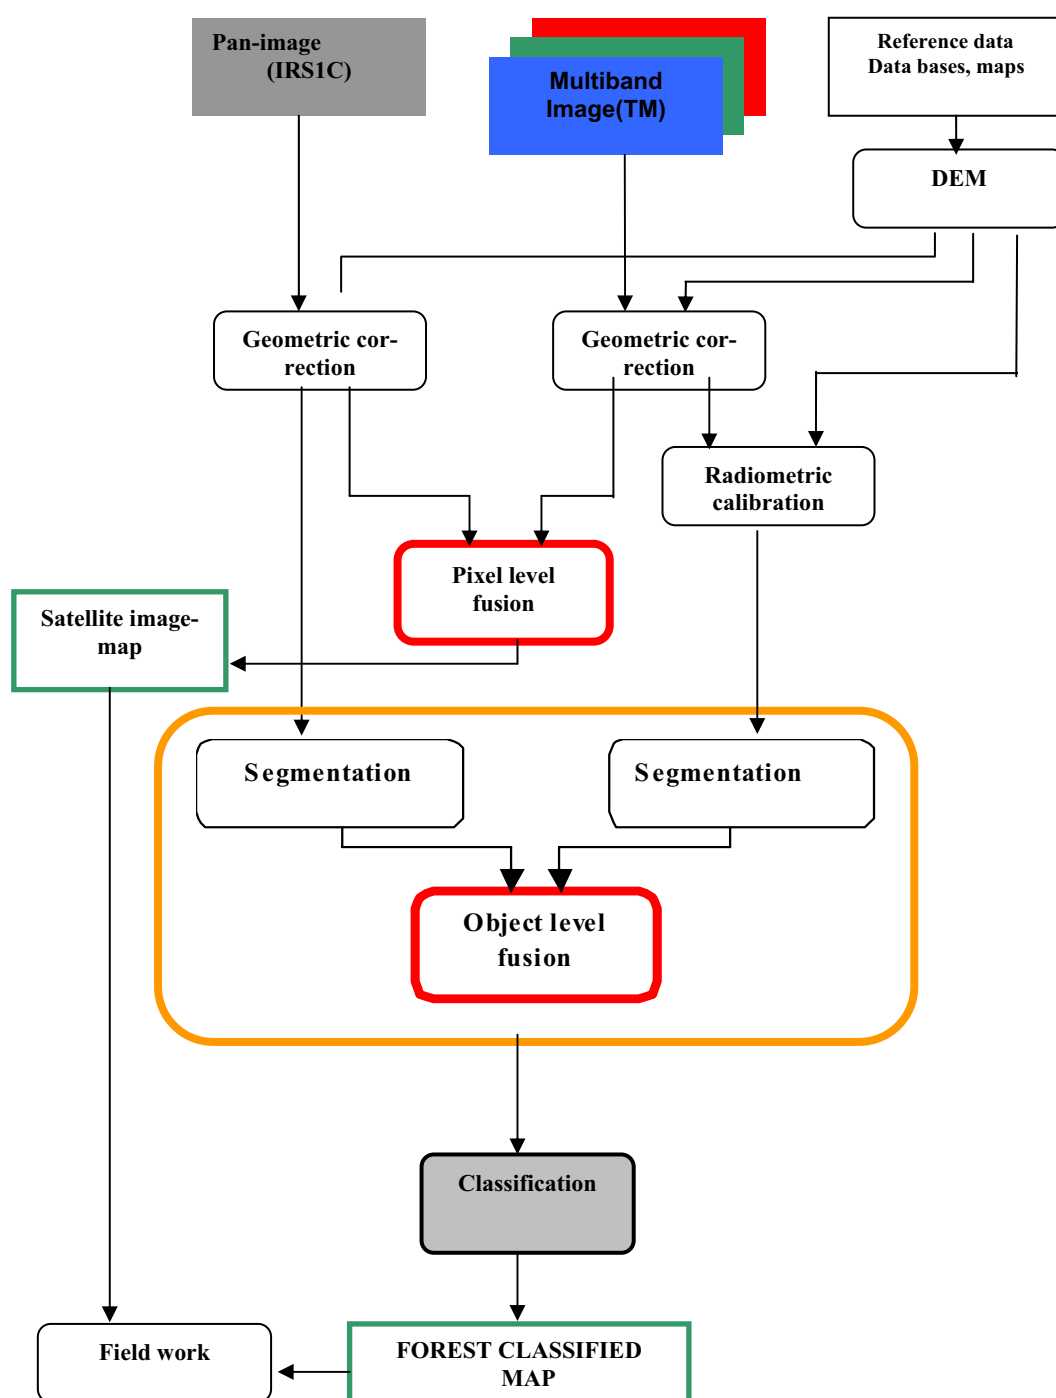 Pan-image
(IRS1C)
Multiband
Image(TM)
Reference data
Data bases, maps
DEM
Geometric cor-
rection
Geometric cor-
rection
Radiometric
calibration
Pixel level
fusion
Satellite image-
map
Segmentation
Segmentation
Object level
fusion
Classification
Field work
FOREST CLASSIFIED
MAP